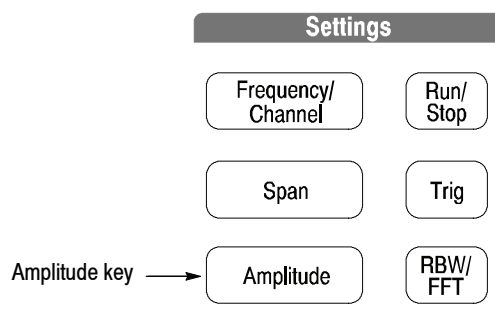 Settings
Frequency/
Channel
Run/
Stop
Span
Trig
Amplitude key
Amplitude
RBW/
FFT